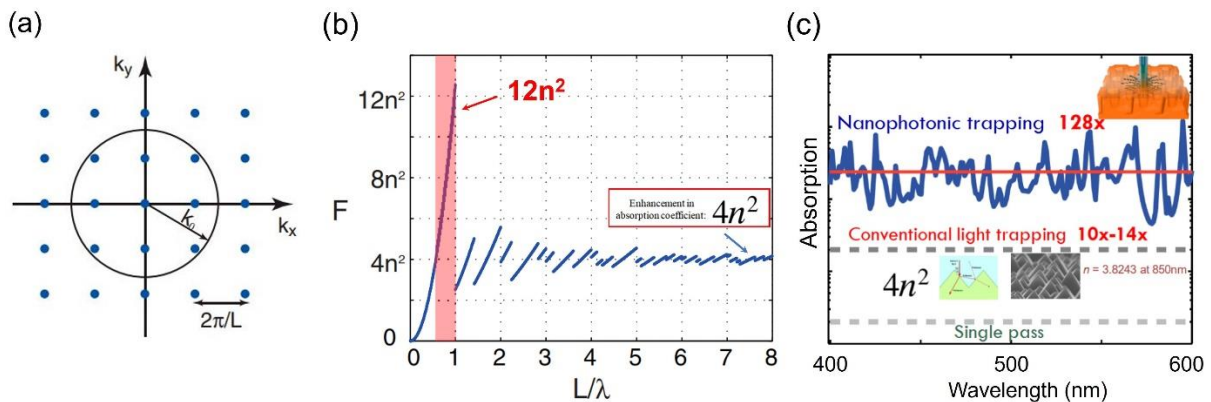 (a)
k_y
k_x
k_0
2π/L
(b)
F
12n²
8n²
4n²
0
12n²
Enhancement in
absorption coefficient: 4n²
0 1 2 3 4 5 6 7 8
L/λ
(c)
Absorption
Nanophotonic trapping 128x
Conventional light trapping 10x-14x
4n²
n = 3.8243 at 850nm
Single pass
400 500 600
Wavelength (nm)